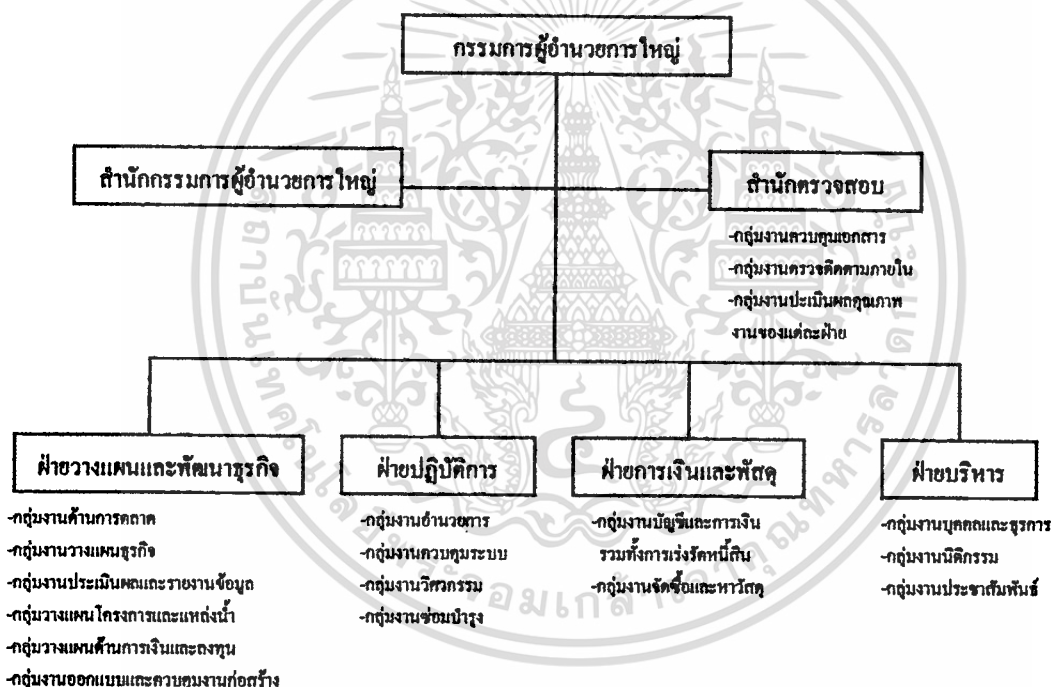 กรรมการผู้อำนวยการใหญ่
สำนักกรรมการผู้อำนวยการใหญ่
สำนักตรวจสอบ
-กลุ่มงานควบคุมเอกสาร
-กลุ่มงานตรวจติดตามภายใน
-กลุ่มงานประเมินผลคุณภาพ
งานของแต่ละฝ่าย
ฝ่ายวางแผนและพัฒนาธุรกิจ
-กลุ่มงานด้านการตลาด
-กลุ่มงานวางแผนธุรกิจ
-กลุ่มงานประเมินผลและรายงานข้อมูล
-กลุ่มวางแผนโครงการและแหล่งน้ำ
-กลุ่มวางแผนด้านการเงินและลงทุน
-กลุ่มงานออกแบบและควบคุมงานก่อสร้าง
ฝ่ายปฏิบัติการ
-กลุ่มงานอำนวยการ
-กลุ่มงานควบคุมระบบ
-กลุ่มงานวิศวกรรม
-กลุ่มงานซ่อมบำรุง
ฝ่ายการเงินและพัสดุ
-กลุ่มงานบัญชีและการเงิน
รวมทั้งการเร่งรัดหนี้สิน
-กลุ่มงานจัดซื้อและหาวัสดุ
ฝ่ายบริหาร
-กลุ่มงานบุคคลและธุรการ
-กลุ่มงานนิติกรรม
-กลุ่มงานประชาสัมพันธ์